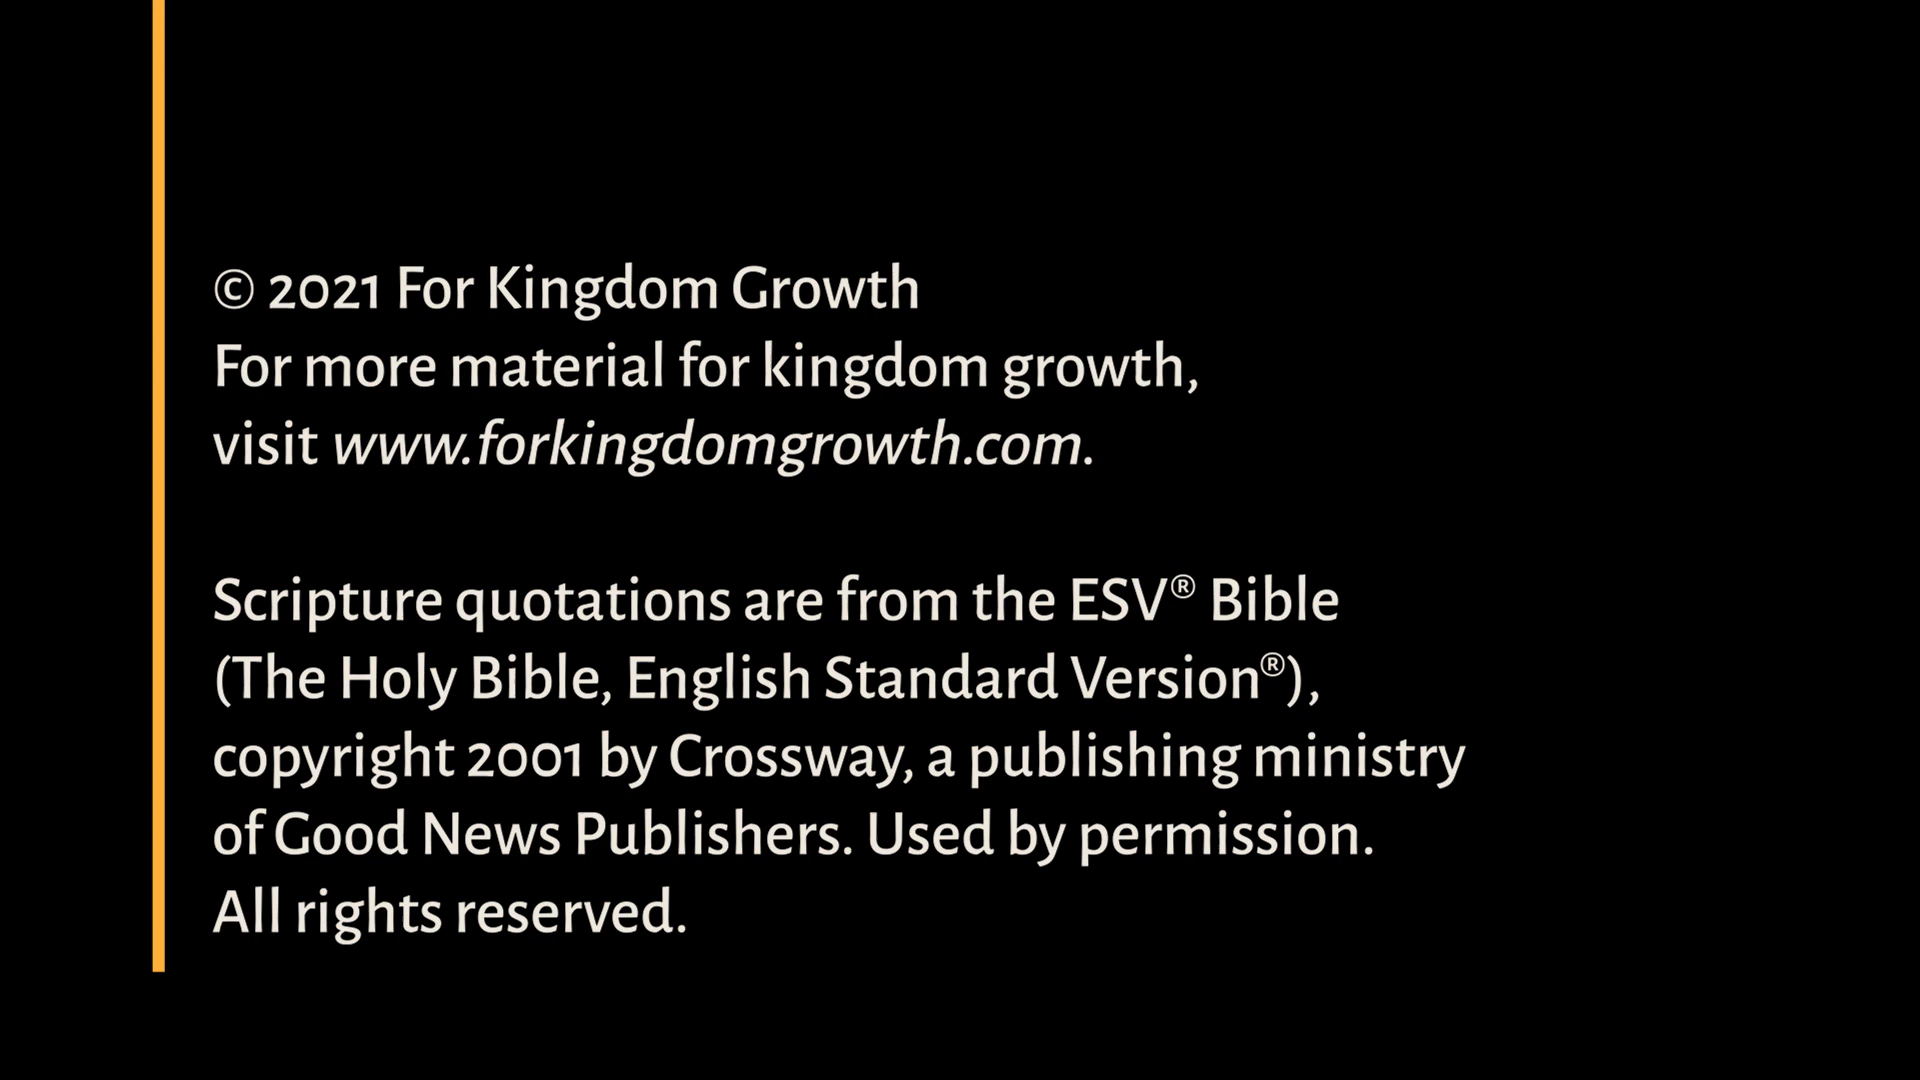 © 2021 For Kingdom Growth
For more material for kingdom growth,
visit www.forkingdomgrowth.com.
Scripture quotations are from the ESV® Bible
(The Holy Bible, English Standard Version®),
copyright 2001 by Crossway, a publishing ministry
of Good News Publishers. Used by permission.
All rights reserved.